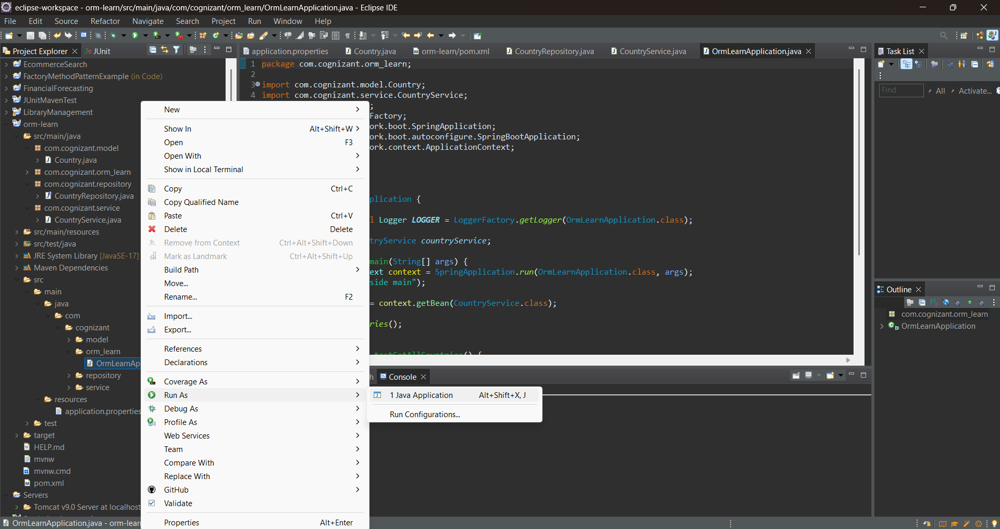 eclipse-workspace - orm-learn/src/main/java/com/cognizant/orm_learn/OrmLearnApplication.java - Eclipse IDE
File Edit Source Refactor Navigate Search Project Run Window Help
Project Explorer
JUnit
EcommerceSearch
FactoryMethodPatternExample (in Code)
FinancialForecasting
JUnitMavenTest
LibraryManagement
orm-learn
src/main/java
com.cognizant.model
Country.java
com.cognizant.orm_learn
com.cognizant.repository
CountryRepository.java
com.cognizant.service
CountryService.java
src/main/resources
src/test/java
JRE System Library [JavaSE-17]
Maven Dependencies
src
main
java
com
cognizant
model
orm_learn
OrmLearnAp
repository
service
resources
application.properties
test
target
HELP.md
mvnw
mvnw.cmd
pom.xml
Servers
Tomcat v9.0 Server at localhost
OrmLearnApplication.java - orm-lear
New
Show In Alt+Shift+W
Open F3
Open With
Show in Local Terminal
Copy Ctrl+C
Copy Qualified Name
Paste Ctrl+V
Delete Delete
Remove from Context Ctrl+Alt+Shift+Down
Mark as Landmark Ctrl+Alt+Shift+Up
Build Path
Move...
Rename... F2
Import...
Export...
References
Declarations
Coverage As
Run As
Debug As
Profile As
Web Services
Team
Compare With
Replace With
GitHub
Validate
Properties Alt+Enter
1 Java Application Alt+Shift+X, J
Run Configurations...
application.properties Country.java orm-learn/pom.xml CountryRepository.java CountryService.java OrmLearnApplication.java
1 package com.cognizant.orm_learn;
2
3 import com.cognizant.model.Country;
4 import com.cognizant.service.CountryService;
;
Factory;
ork.boot.SpringApplication;
ork.boot.autoconfigure.SpringBootApplication;
ork.context.ApplicationContext;
plication {
l Logger LOGGER = LoggerFactory.getLogger(OrmLearnApplication.class);
tryService countryService;
main(String[] args) {
ext context = SpringApplication.run(OrmLearnApplication.class, args);
side main");
= context.getBean(CountryService.class);
ries();
testGetAllCountries() {
h
Console
Task List
Find
All
Activate...
Outline
com.cognizant.orm_learn
OrmLearnApplication